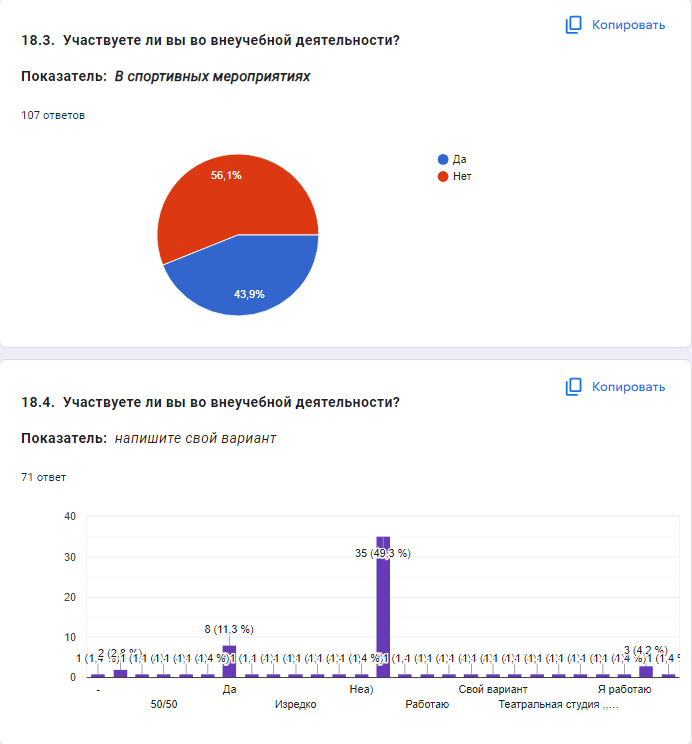 Копировать
18.3. Участвуете ли вы во внеучебной деятельности?
Показатель: В спортивных мероприятиях
107 ответов
Да
Нет
56,1%
43,9%
Копировать
18.4. Участвуете ли вы во внеучебной деятельности?
Показатель: напишите свой вариант
71 ответ
40
30
20
10
0
35 (49,3 %)
8 (11,3 %)
2 (2,8 %)
3 (4,2 %)
- Да Неа) Свой вариант Я работаю
50/50 Изредко Работаю Театральная студия ,,…